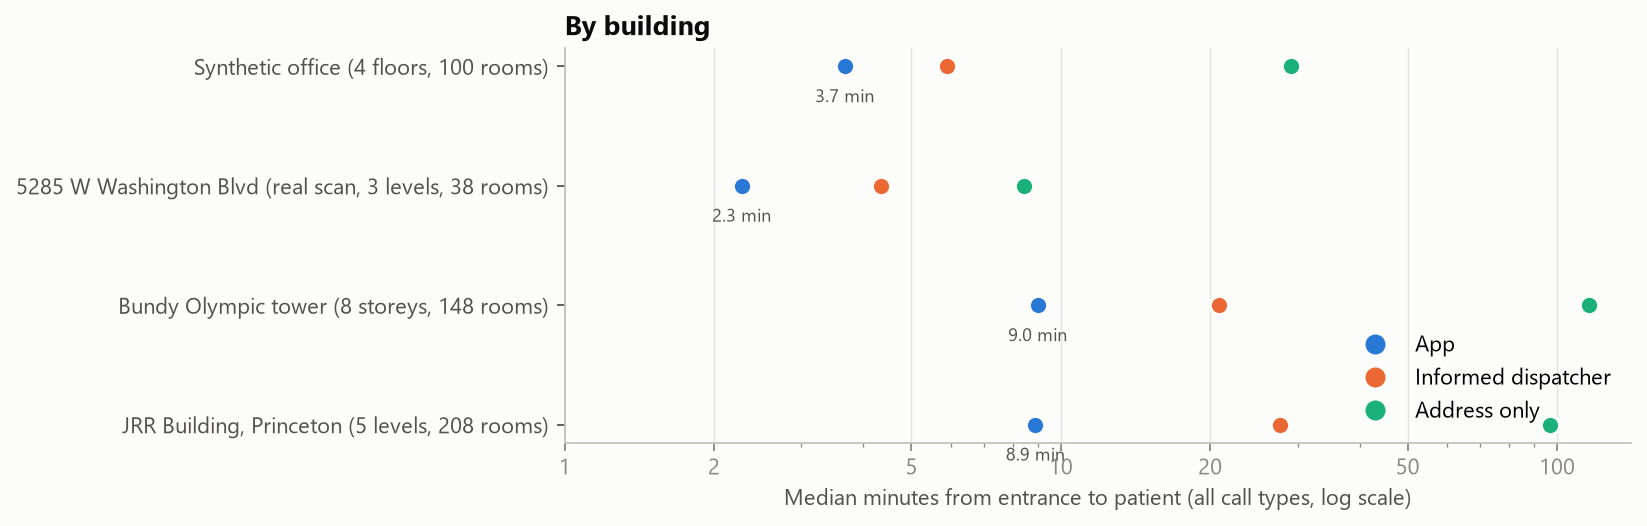 By building
Synthetic office (4 floors, 100 rooms)
3.7 min
5285 W Washington Blvd (real scan, 3 levels, 38 rooms)
2.3 min
Bundy Olympic tower (8 storeys, 148 rooms)
9.0 min
App
Informed dispatcher
Address only
JRR Building, Princeton (5 levels, 208 rooms)
8.9 min
1 2 5 10 20 50 100
Median minutes from entrance to patient (all call types, log scale)